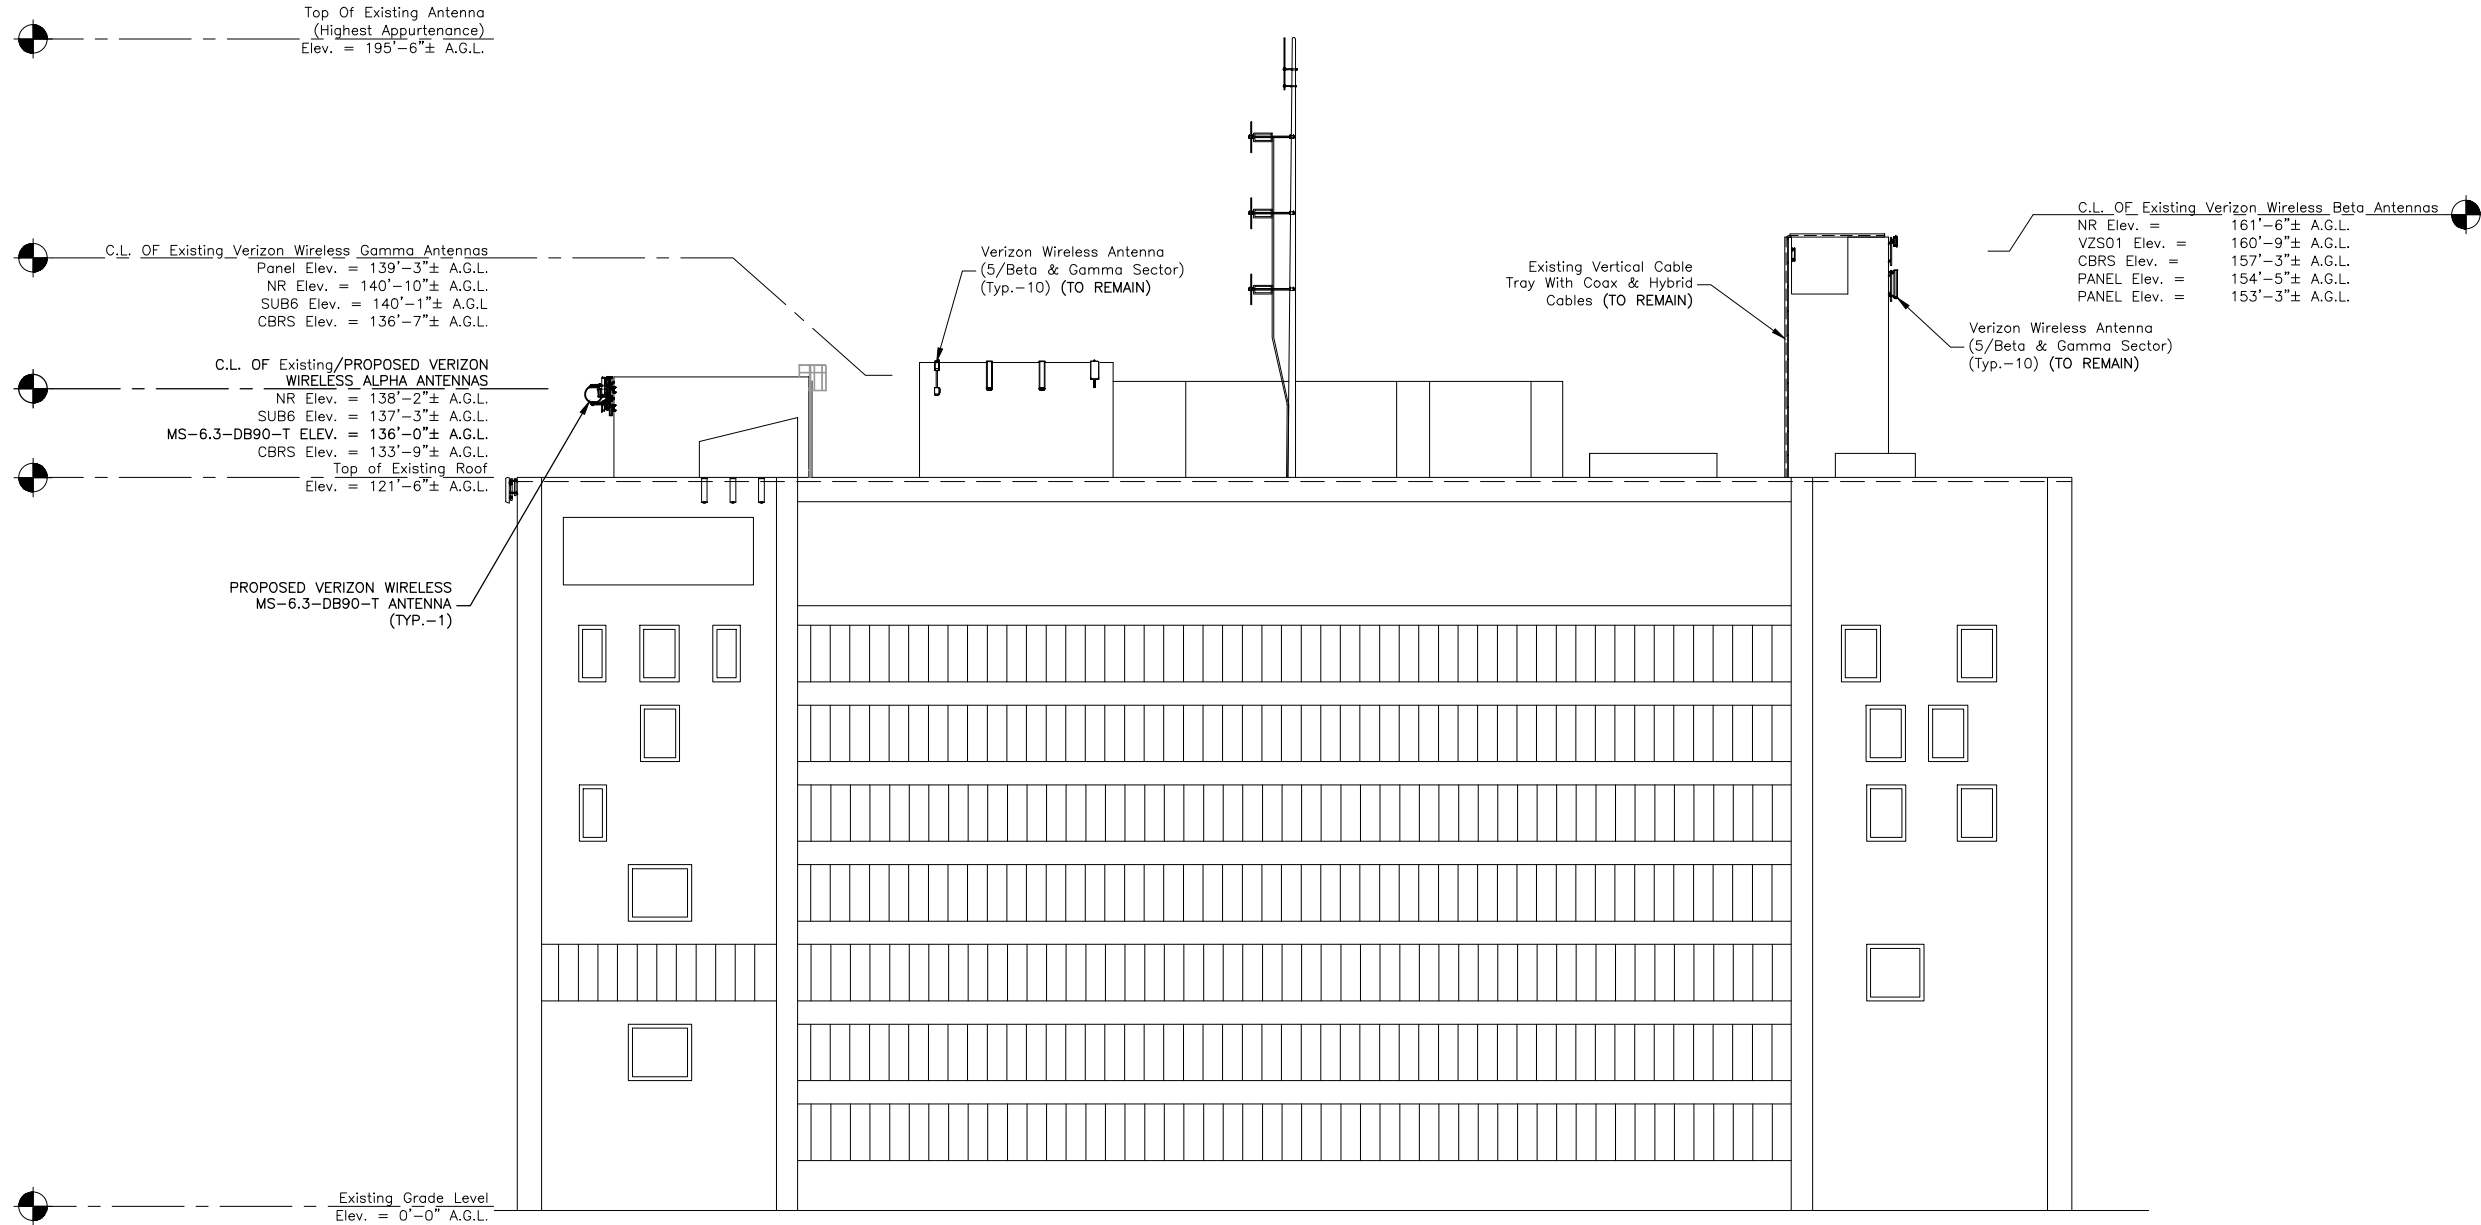 Top Of Existing Antenna
(Highest Appurtenance)
Elev. = 195'-6"± A.G.L.
C.L. OF Existing Verizon Wireless Gamma Antennas
Panel Elev. = 139'-3"± A.G.L.
NR Elev. = 140'-10"± A.G.L.
SUB6 Elev. = 140'-1"± A.G.L
CBRS Elev. = 136'-7"± A.G.L.
C.L. OF Existing/PROPOSED VERIZON
WIRELESS ALPHA ANTENNAS
NR Elev. = 138'-2"± A.G.L.
SUB6 Elev. = 137'-3"± A.G.L.
MS-6.3-DB90-T ELEV. = 136'-0"± A.G.L.
CBRS Elev. = 133'-9"± A.G.L.
Top of Existing Roof
Elev. = 121'-6"± A.G.L.
PROPOSED VERIZON WIRELESS
MS-6.3-DB90-T ANTENNA
(TYP.-1)
Existing Grade Level
Elev. = 0'-0" A.G.L.
Verizon Wireless Antenna
(5/Beta & Gamma Sector)
(Typ.-10) (TO REMAIN)
Existing Vertical Cable
Tray With Coax & Hybrid
Cables (TO REMAIN)
C.L. OF Existing Verizon Wireless Beta Antennas
NR Elev. = 161'-6"± A.G.L.
VZS01 Elev. = 160'-9"± A.G.L.
CBRS Elev. = 157'-3"± A.G.L.
PANEL Elev. = 154'-5"± A.G.L.
PANEL Elev. = 153'-3"± A.G.L.
Verizon Wireless Antenna
(5/Beta & Gamma Sector)
(Typ.-10) (TO REMAIN)